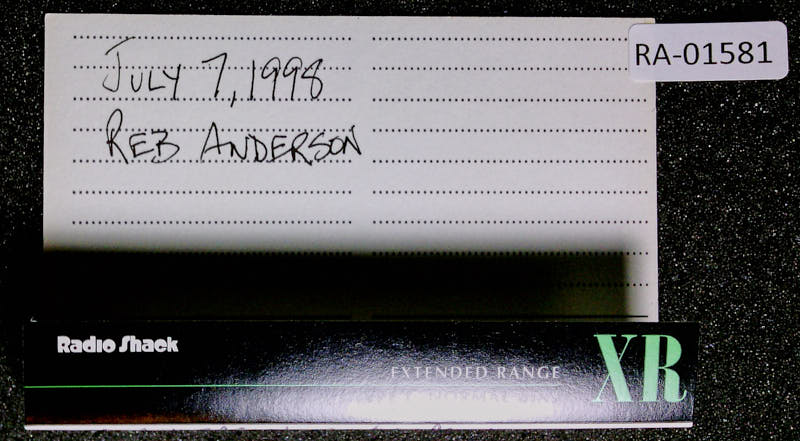 RA-01581
July 7, 1998
Reb Anderson
Radio Shack
EXTENDED RANGE
XR